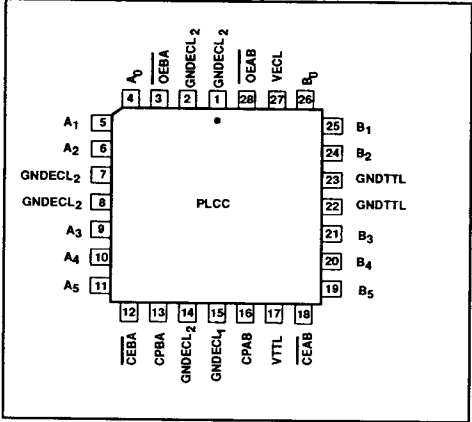 A0 OEBA GNDECL2 GNDECL2 OEAB VECL B0
4 3 2 1 28 27 26
A1 5 25 B1
A2 6 24 B2
GNDECL2 7 23 GNDTTL
GNDECL2 8 PLCC 22 GNDTTL
A3 9 21 B3
A4 10 20 B4
A5 11 19 B5
12 13 14 15 16 17 18
CEBA CPBA GNDECL2 GNDECL1 CPAB VTTL CEAB